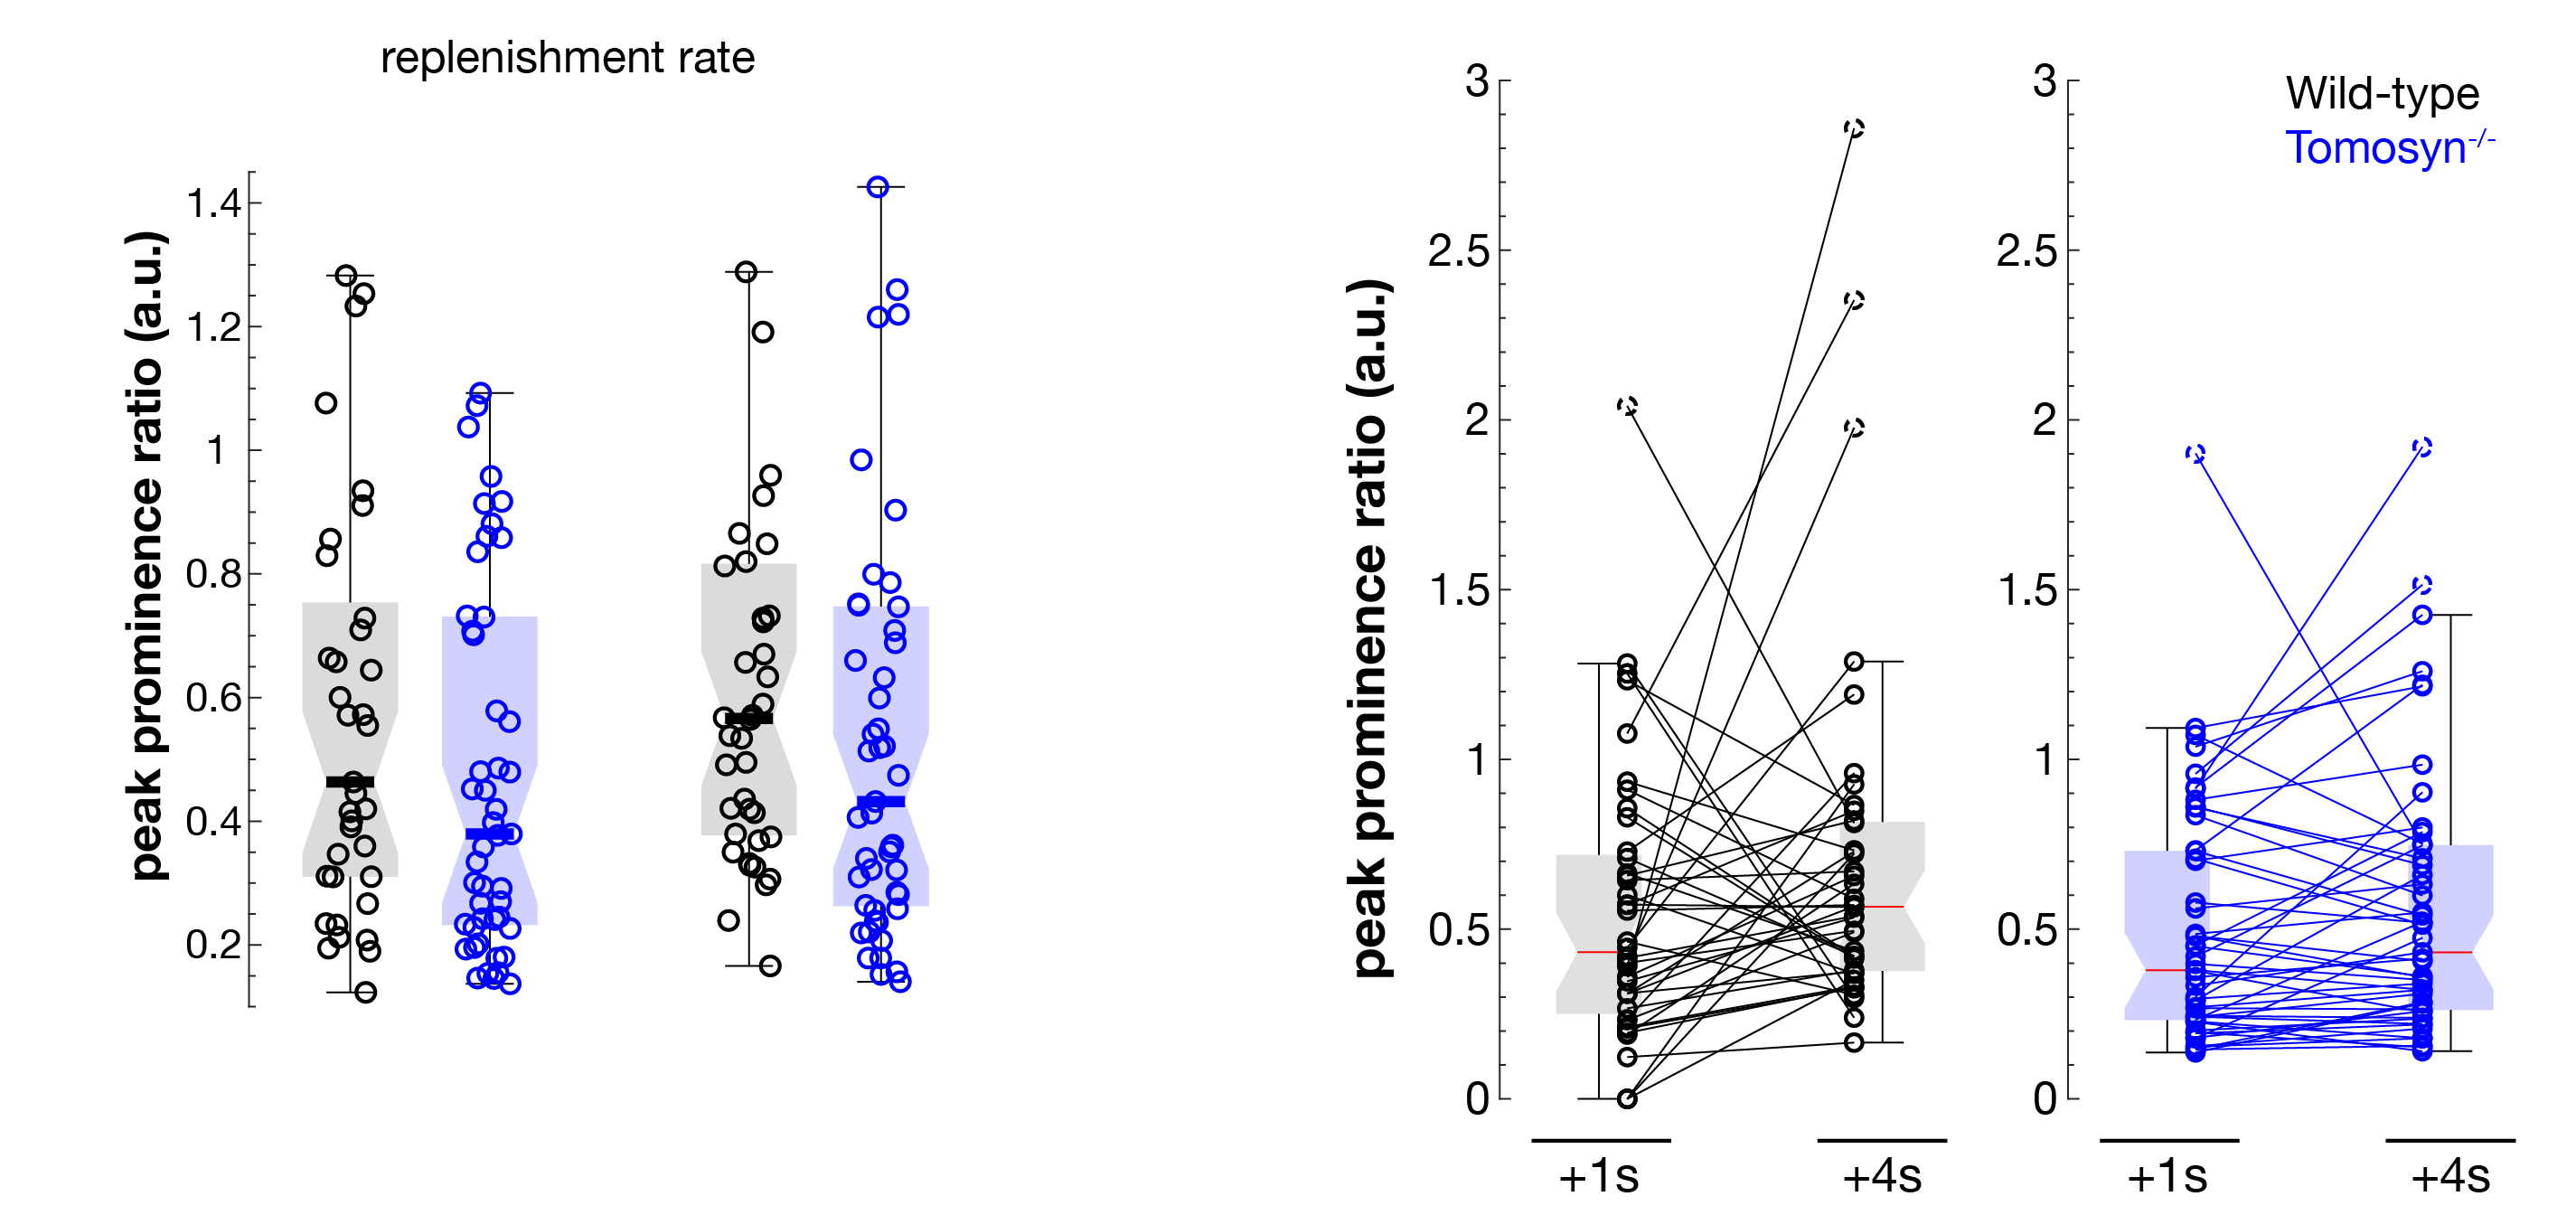 replenishment rate
peak prominence ratio (a.u.)
1.4
1.2
1
0.8
0.6
0.4
0.2
peak prominence ratio (a.u.)
3
2.5
2
1.5
1
0.5
0
+1s
+4s
3
2.5
2
1.5
1
0.5
0
+1s
+4s
Wild-type
Tomosyn-/-